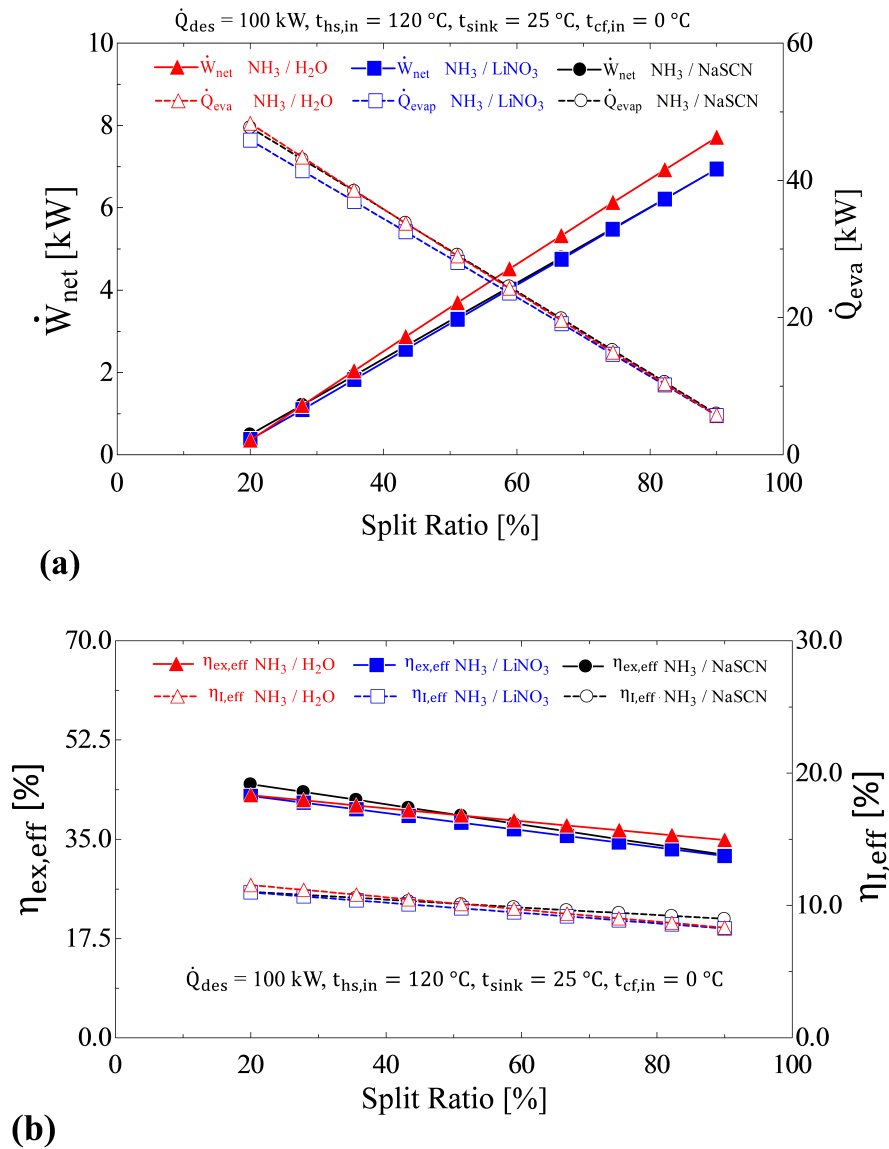 Q̇des = 100 kW, ths,in = 120 °C, tsink = 25 °C, tcf,in = 0 °C
Ẇnet NH3 / H2O Ẇnet NH3 / LiNO3 Ẇnet NH3 / NaSCN
Q̇eva NH3 / H2O Q̇evap NH3 / LiNO3 Q̇evap NH3 / NaSCN
10
8
6
4
2
0
60
40
20
0
Ẇnet [kW]
Q̇eva [kW]
0 20 40 60 80 100
Split Ratio [%]
(a)
70.0
52.5
35.0
17.5
0.0
30.0
20.0
10.0
0.0
ηex,eff NH3 / H2O ηex,eff NH3 / LiNO3 ηex,eff NH3 / NaSCN
ηI,eff NH3 / H2O ηI,eff NH3 / LiNO3 ηI,eff NH3 / NaSCN
ηex,eff [%]
ηI,eff [%]
Q̇des = 100 kW, ths,in = 120 °C, tsink = 25 °C, tcf,in = 0 °C
0 20 40 60 80 100
Split Ratio [%]
(b)